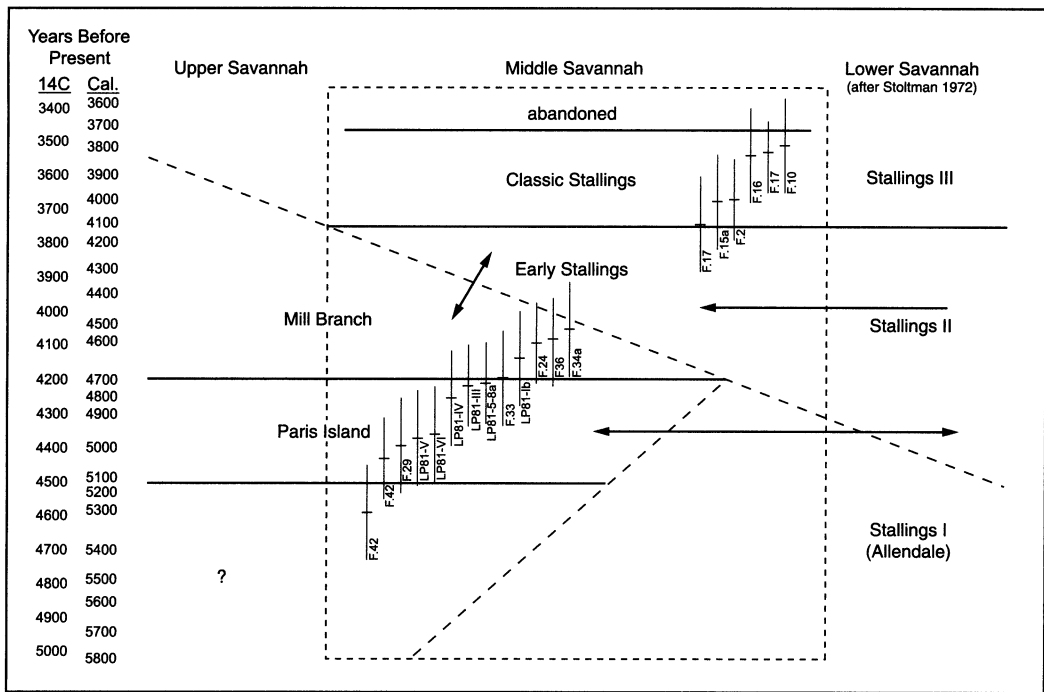 Years Before
Present
14C Cal.
Upper Savannah
Middle Savannah
Lower Savannah
(after Stoltman 1972)
3400 3600
3700
3500 3800
3600 3900
3700 4000
4100
3800 4200
3900 4300
4400
4000 4500
4100 4600
4200 4700
4800
4300 4900
4400 5000
4500 5100
5200
4600 5300
4700 5400
4800 5500
5600
4900 5700
5000 5800
abandoned
Classic Stallings
Stallings III
Early Stallings
Mill Branch
Stallings II
Paris Island
Stallings I
(Allendale)
?
F.42
F.42
F.29
LP81-V
LP81-VI
LP81-IV
LP81-III
LP81-5-8a
F.33
LP81-Ib
F.24
F36
F.34a
F.17
F.15a
F.2
F.16
F.17
F.10